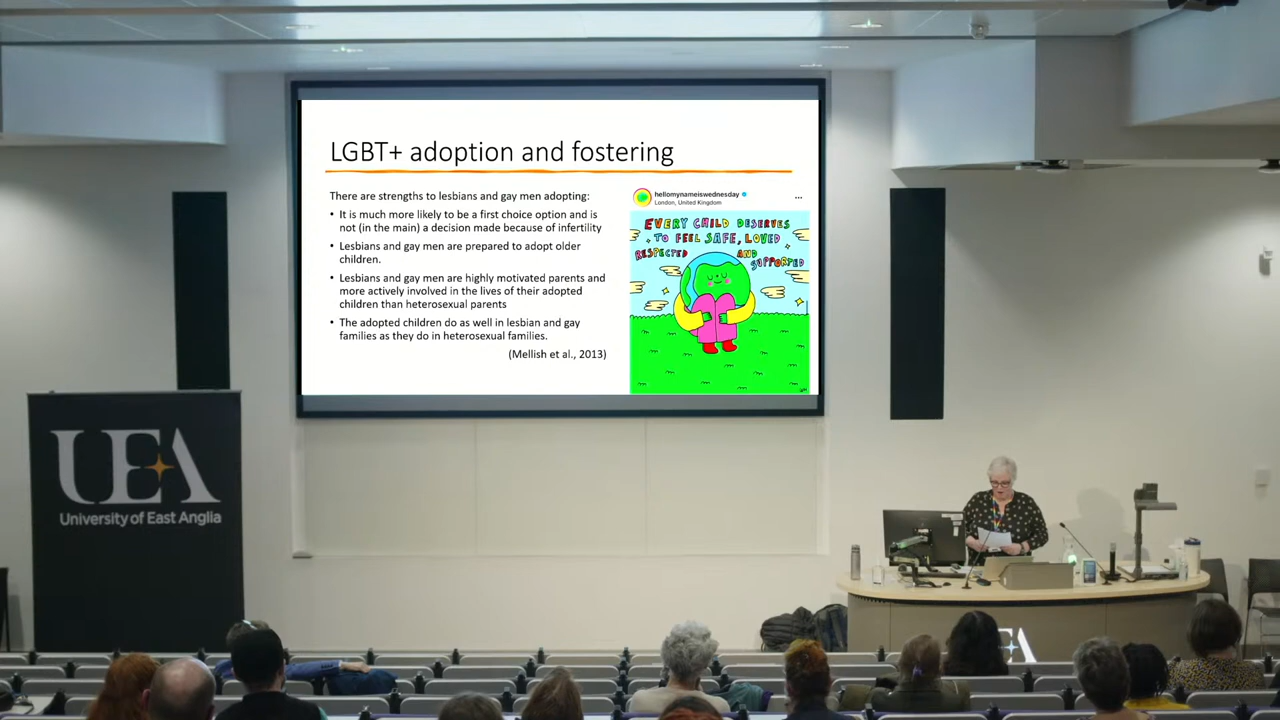 LGBT+ adoption and fostering
There are strengths to lesbians and gay men adopting:
• It is much more likely to be a first choice option and is
not (in the main) a decision made because of infertility
• Lesbians and gay men are prepared to adopt older
children.
• Lesbians and gay men are highly motivated parents and
more actively involved in the lives of their adopted
children than heterosexual parents
• The adopted children do as well in lesbian and gay
families as they do in heterosexual families.
(Mellish et al., 2013)
hellomynameiswednesday
London, United Kingdom
EVERY CHILD DESERVES
TO FEEL SAFE, LOVED
RESPECTED AND
SUPPORTED
UEA
University of East Anglia